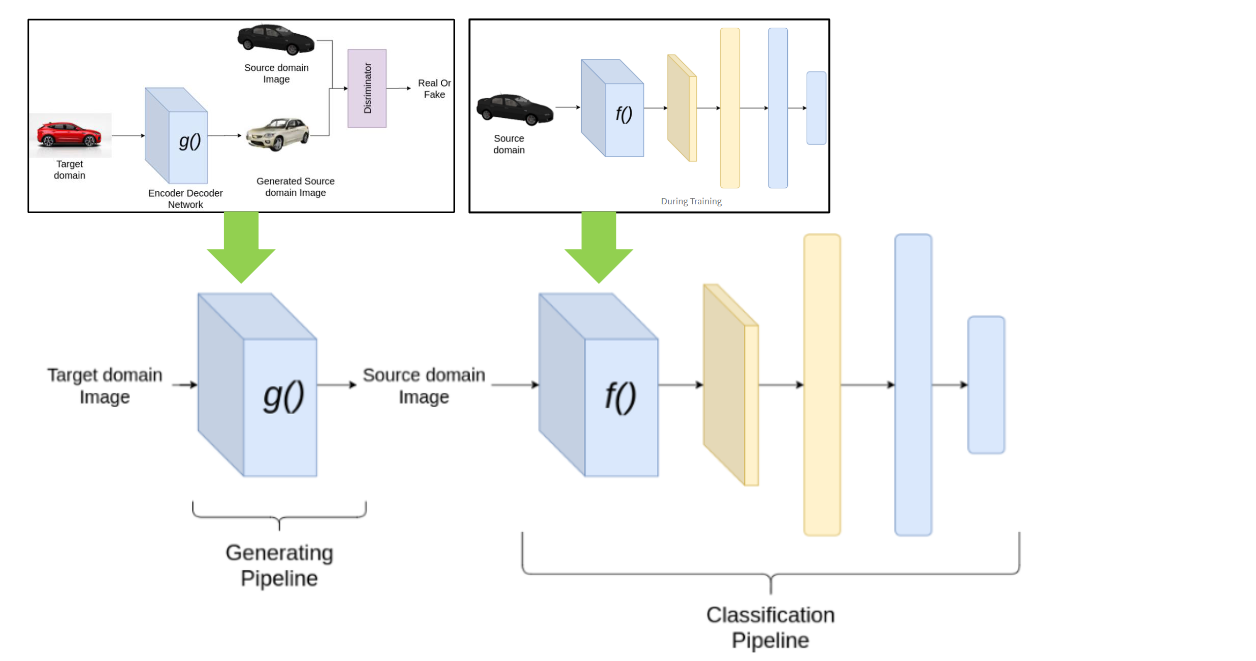 Source domain
Image
Disriminator
Real Or
Fake
g()
Target
domain
Encoder Decoder
Network
Generated Source
domain Image
f()
Source
domain
During Training
Target domain
Image
g()
Source domain
Image
f()
Generating
Pipeline
Classification
Pipeline